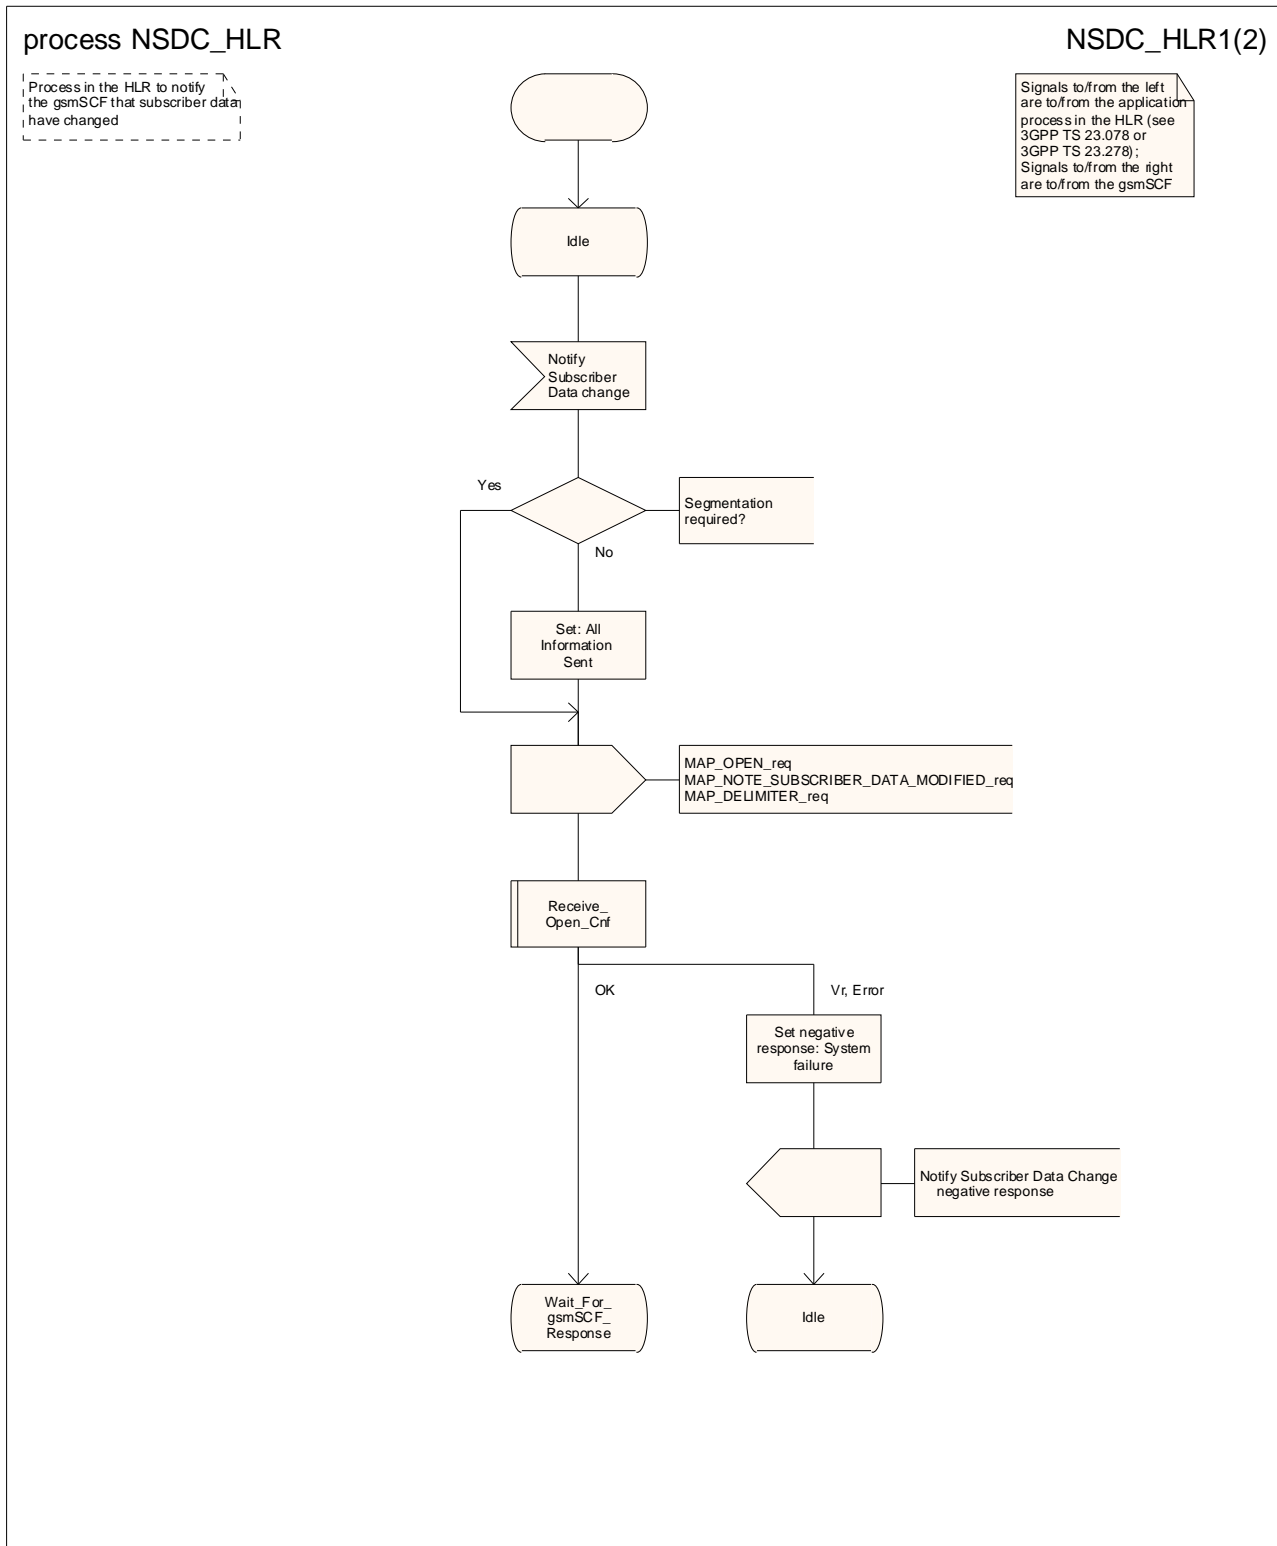 process NSDC_HLR
NSDC_HLR1(2)
Process in the HLR to notify
the gsmSCF that subscriber data
have changed
Signals to/from the left
are to/from the application
process in the HLR (see
3GPP TS 23.078 or
3GPP TS 23.278);
Signals to/from the right
are to/from the gsmSCF
Idle
Notify
Subscriber
Data change
Yes
Segmentation
required?
No
Set: All
Information
Sent
MAP_OPEN_req
MAP_NOTE_SUBSCRIBER_DATA_MODIFIED_req
MAP_DELIMITER_req
Receive_
Open_Cnf
OK
Vr, Error
Set negative
response: System
failure
Notify Subscriber Data Change
negative response
Wait_For_
gsmSCF_
Response
Idle